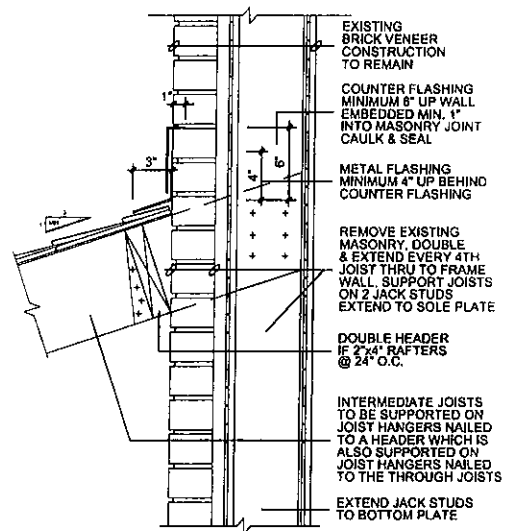 EXISTING
BRICK VENEER
CONSTRUCTION
TO REMAIN
COUNTER FLASHING
MINIMUM 6" UP WALL
EMBEDDED MIN. 1"
INTO MASONRY JOINT
CAULK & SEAL
1"
3"
4"
6"
METAL FLASHING
MINIMUM 4" UP BEHIND
COUNTER FLASHING
REMOVE EXISTING
MASONRY, DOUBLE
& EXTEND EVERY 4TH
JOIST THRU TO FRAME
WALL, SUPPORT JOISTS
ON 2 JACK STUDS
EXTEND TO SOLE PLATE
DOUBLE HEADER
IF 2"x4" RAFTERS
@ 24" O.C.
INTERMEDIATE JOISTS
TO BE SUPPORTED ON
JOIST HANGERS NAILED
TO A HEADER WHICH IS
ALSO SUPPORTED ON
JOIST HANGERS NAILED
TO THE THROUGH JOISTS
EXTEND JACK STUDS
TO BOTTOM PLATE